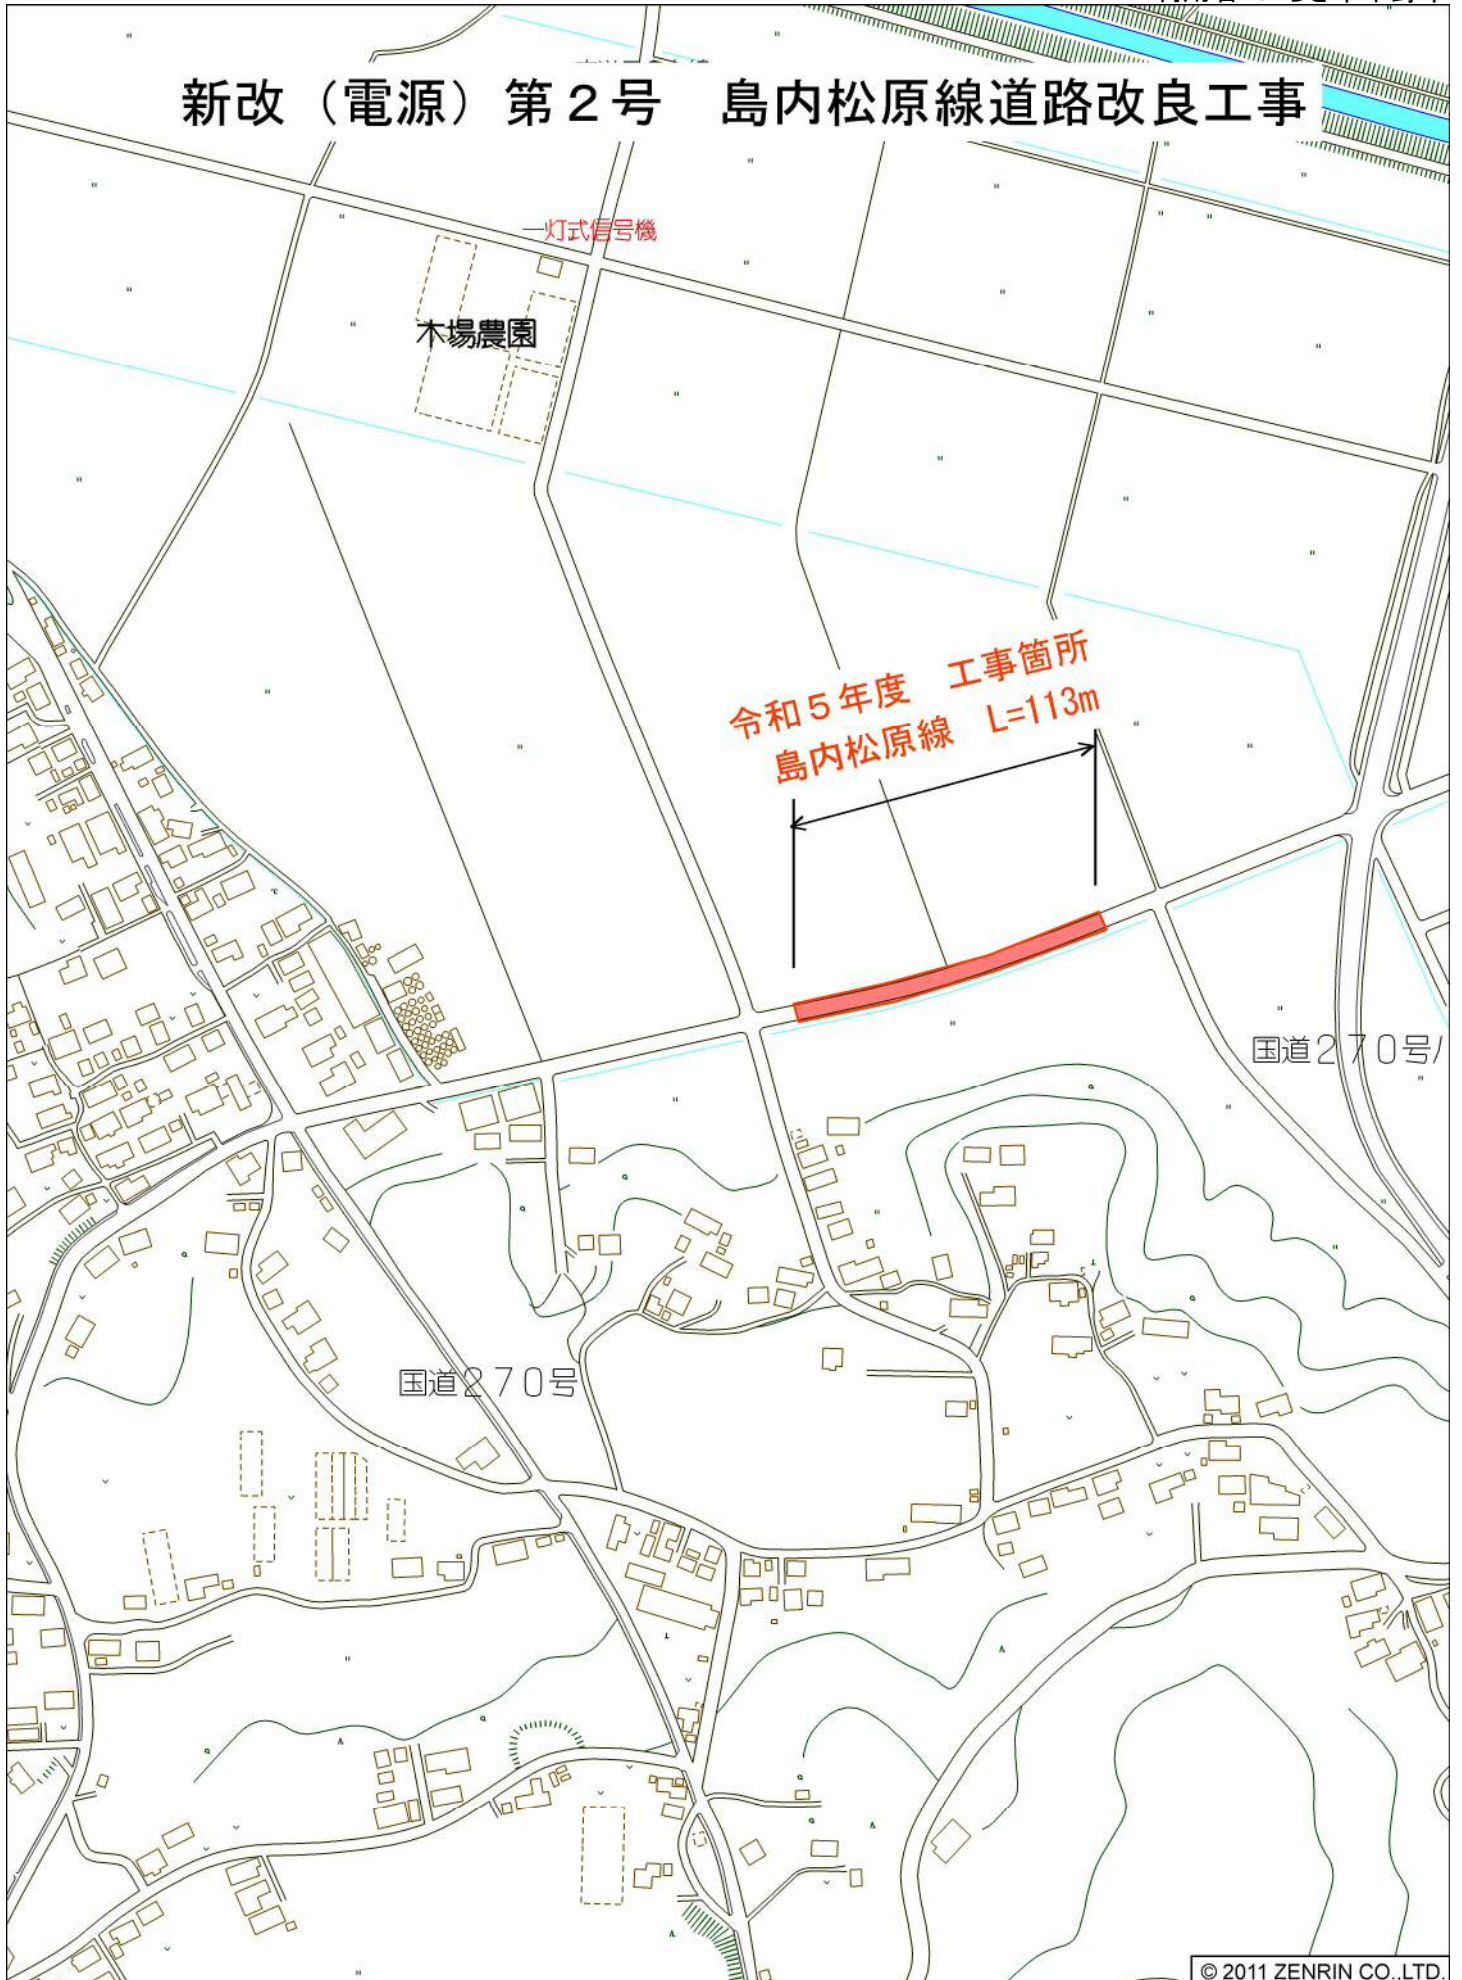 新改（電源）第２号　島内松原線道路改良工事
一灯式信号機
木場農園
令和５年度　工事箇所
島内松原線　L=113m
国道２７０号
国道２７０号
© 2011 ZENRIN CO.,LTD.